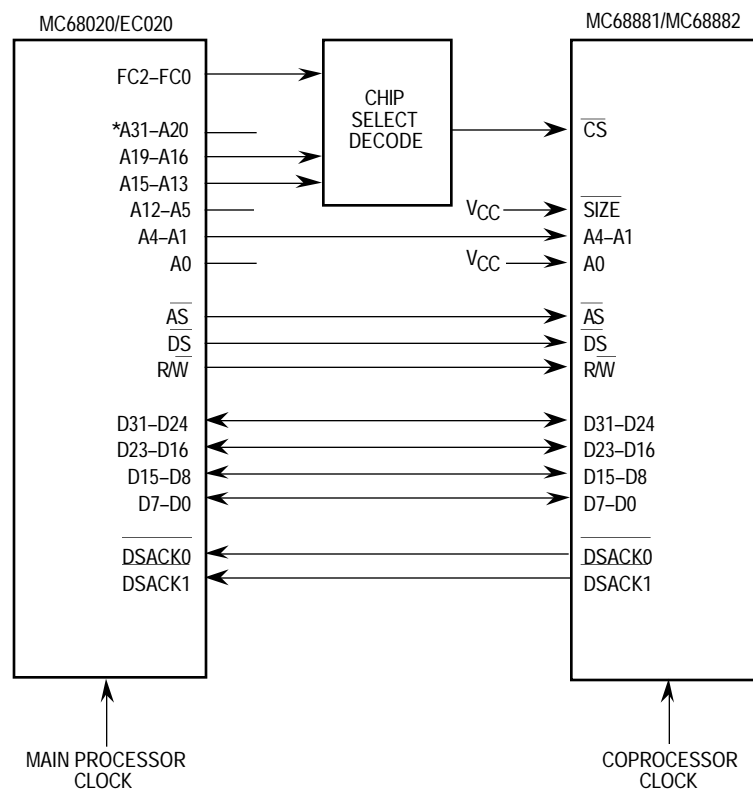 MC68020/EC020
MC68881/MC68882
FC2–FC0
CHIP
SELECT
DECODE
*A31–A20
CS
A19–A16
A15–A13
A12–A5
VCC
SIZE
A4–A1
A4–A1
A0
VCC
A0
AS
AS
DS
DS
R/W
R/W
D31–D24
D31–D24
D23–D16
D23–D16
D15–D8
D15–D8
D7–D0
D7–D0
DSACK0
DSACK0
DSACK1
DSACK1
MAIN PROCESSOR
CLOCK
COPROCESSOR
CLOCK